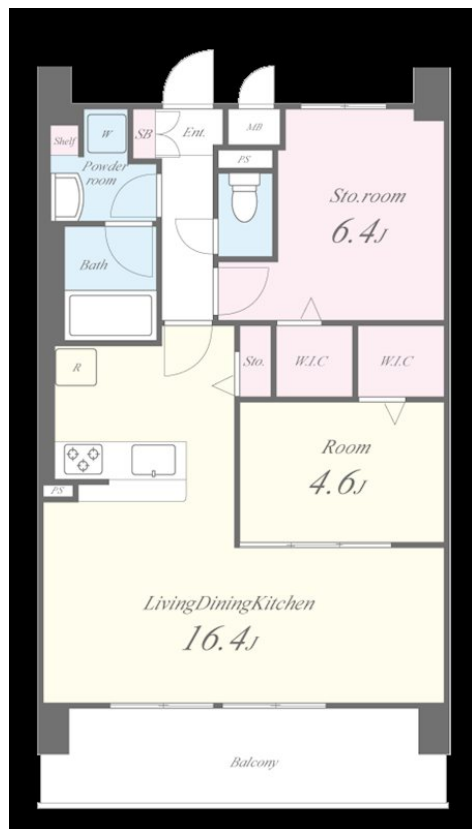 SB
Ent.
MB
W
Shelf
PS
Powder
room
Sto.room
6.4J
Bath
R
Sto.
W.I.C
W.I.C
Room
4.6J
PS
LivingDiningKitchen
16.4J
Balcony